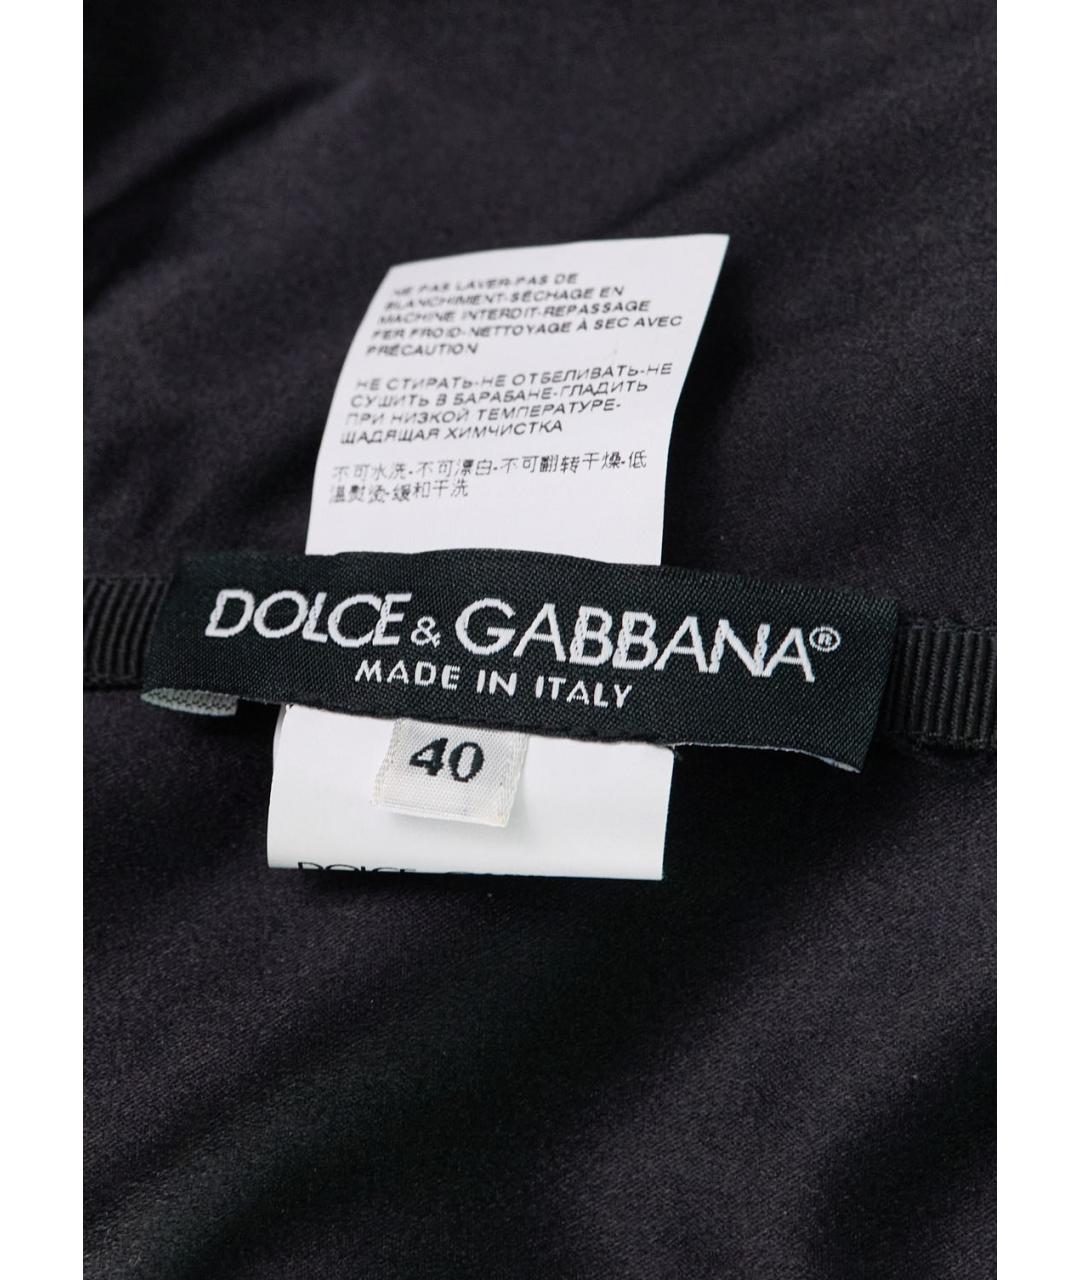 NE PAS LAVER-PAS DE
BLANCHIMENT-SÉCHAGE EN
MACHINE INTERDIT-REPASSAGE
FER FROID-NETTOYAGE À SEC AVEC
PRÉCAUTION
НЕ СТИРАТЬ-НЕ ОТБЕЛИВАТЬ-НЕ
СУШИТЬ В БАРАБАНЕ-ГЛАДИТЬ
ПРИ НИЗКОЙ ТЕМПЕРАТУРЕ-
ЩАДЯЩАЯ ХИМЧИСТКА
不可水洗-不可漂白-不可翻转干燥-低
温熨烫-缓和干洗
DOLCE & GABBANA®
MADE IN ITALY
40
DOLCE